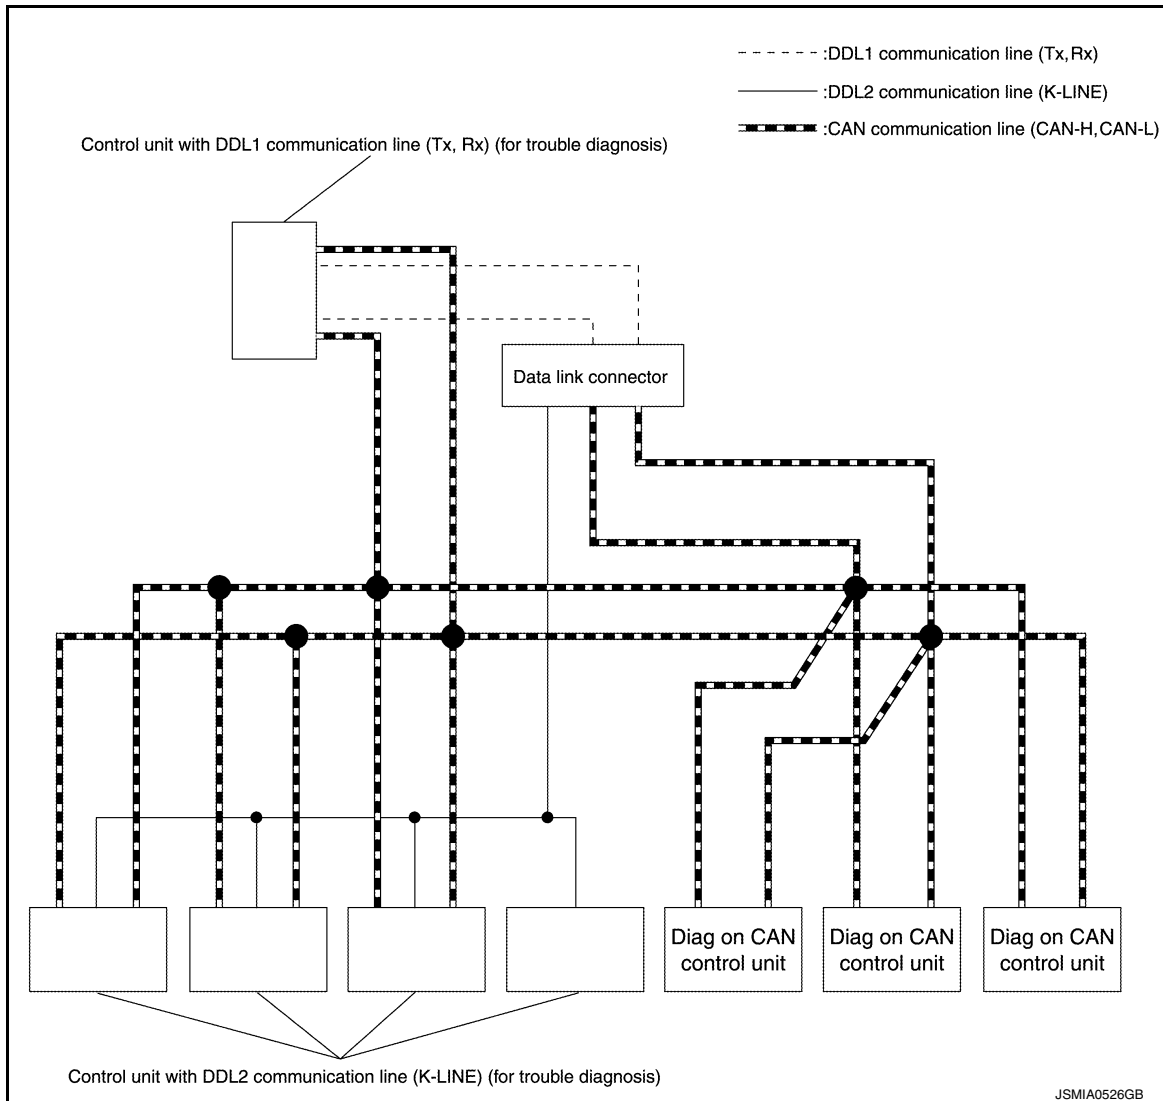 :DDL1 communication line (Tx,Rx)
:DDL2 communication line (K-LINE)
:CAN communication line (CAN-H,CAN-L)
Control unit with DDL1 communication line (Tx, Rx) (for trouble diagnosis)
Data link connector
Diag on CAN
control unit
Diag on CAN
control unit
Diag on CAN
control unit
Control unit with DDL2 communication line (K-LINE) (for trouble diagnosis)
JSMIA0526GB